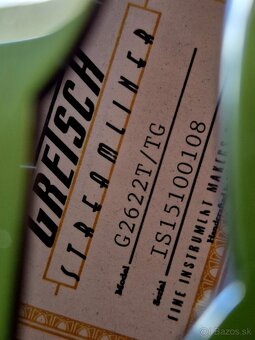 GRETSCH
STREAMLINER
Model G2622T/TG
Serial IS15100108
FINE INSTRUMENT MAKERS
bazos.sk